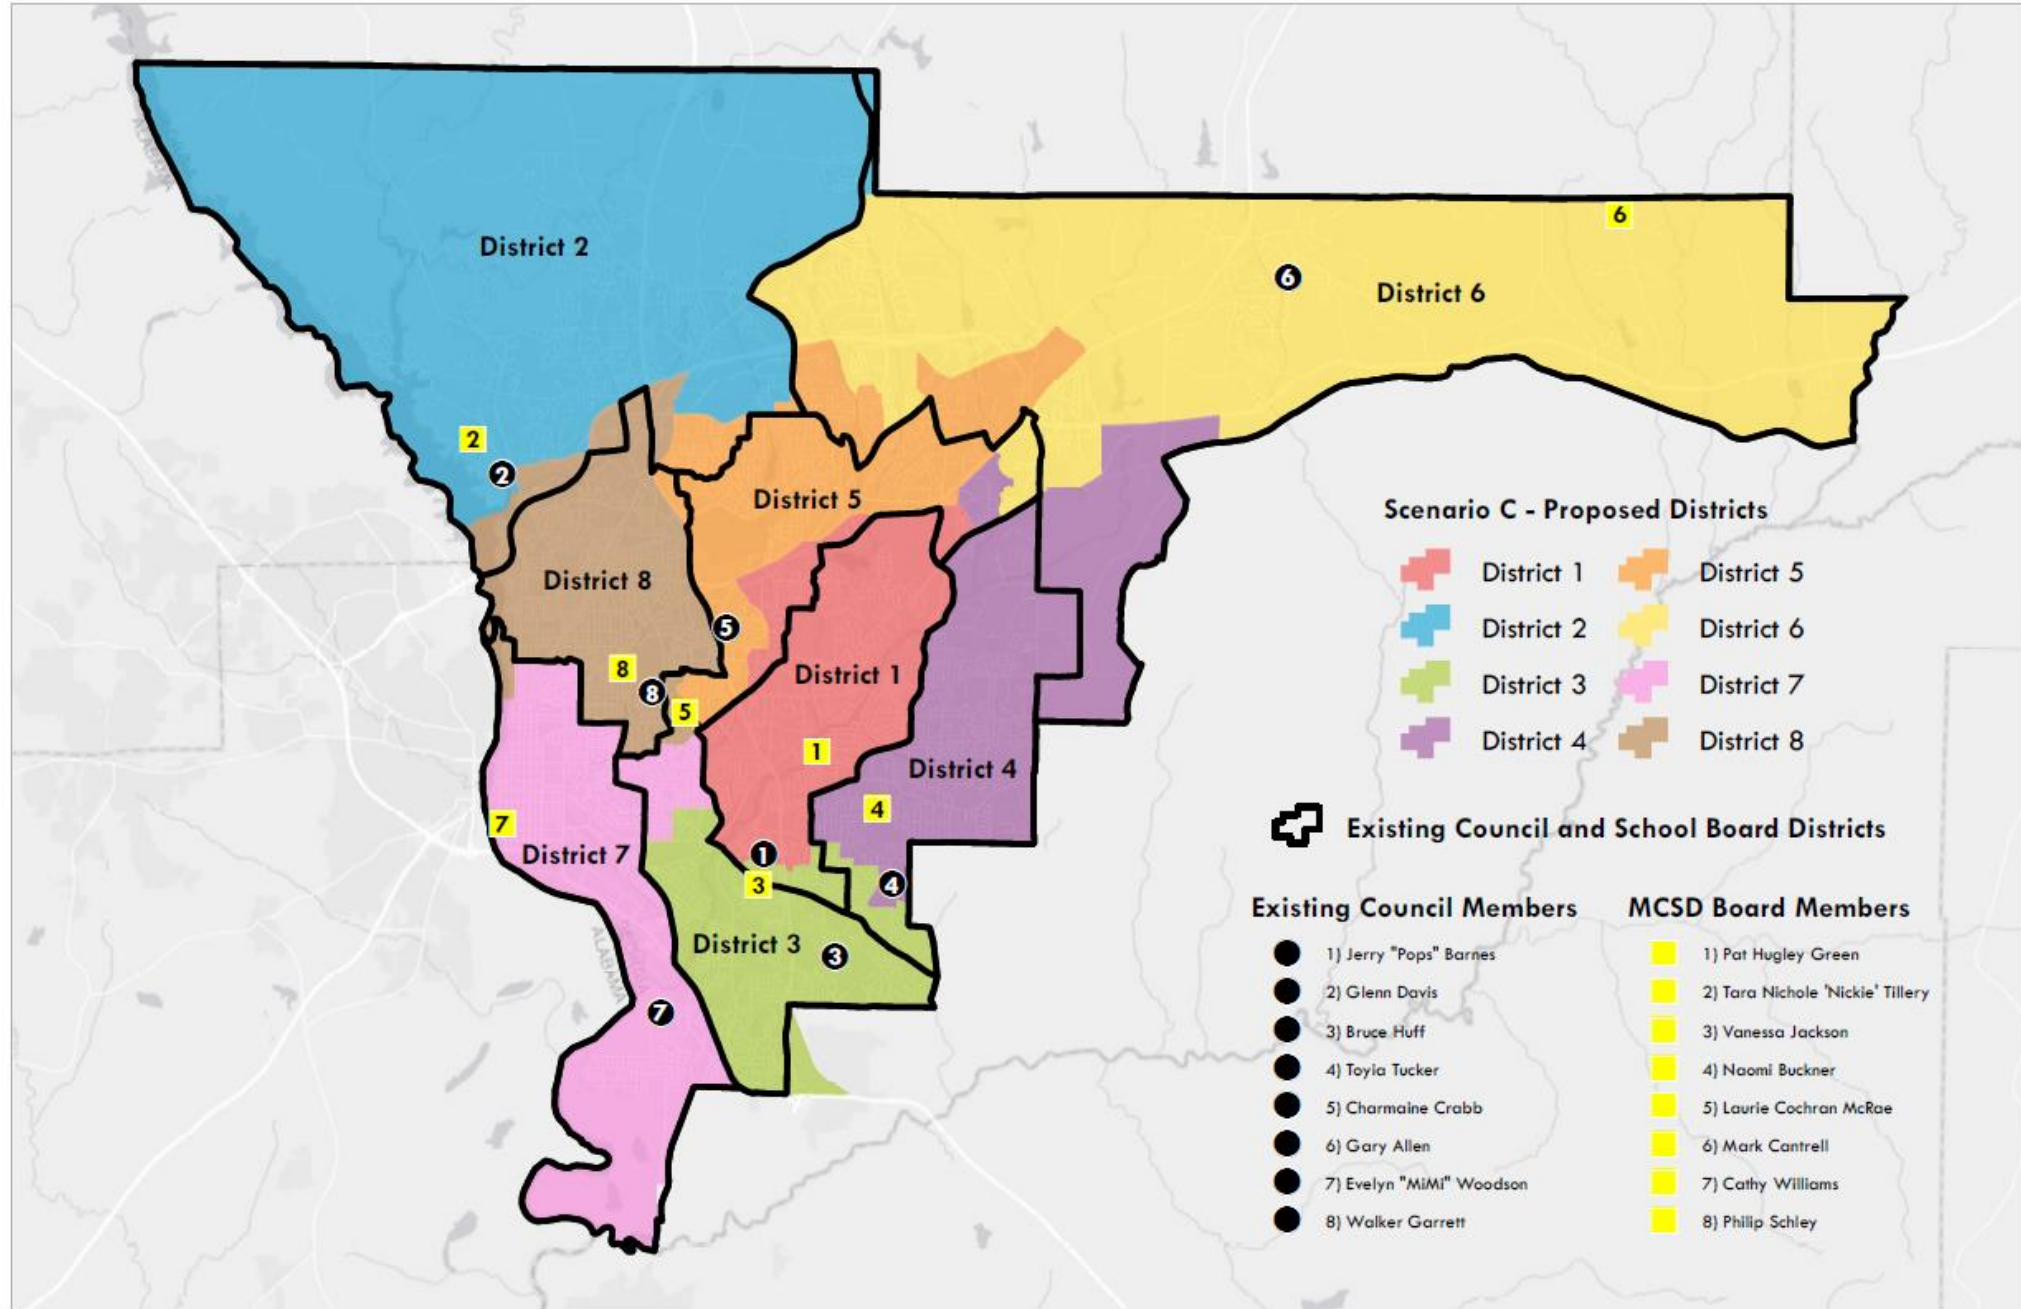 ALABAMA
District 2
6
6
District 6
2
2
District 5
District 8
5
8
8
5
District 1
1
District 4
4
7
District 7
1
3
4
District 3
3
ALABAMA
7
Scenario C - Proposed Districts
District 1
District 5
District 2
District 6
District 3
District 7
District 4
District 8
Existing Council and School Board Districts
Existing Council Members
1) Jerry "Pops" Barnes
2) Glenn Davis
3) Bruce Huff
4) Toyia Tucker
5) Charmaine Crabb
6) Gary Allen
7) Evelyn "MiMi" Woodson
8) Walker Garrett
MCSD Board Members
1) Pat Hugley Green
2) Tara Nichole 'Nickie' Tillery
3) Vanessa Jackson
4) Naomi Buckner
5) Laurie Cochran McRae
6) Mark Cantrell
7) Cathy Williams
8) Philip Schley